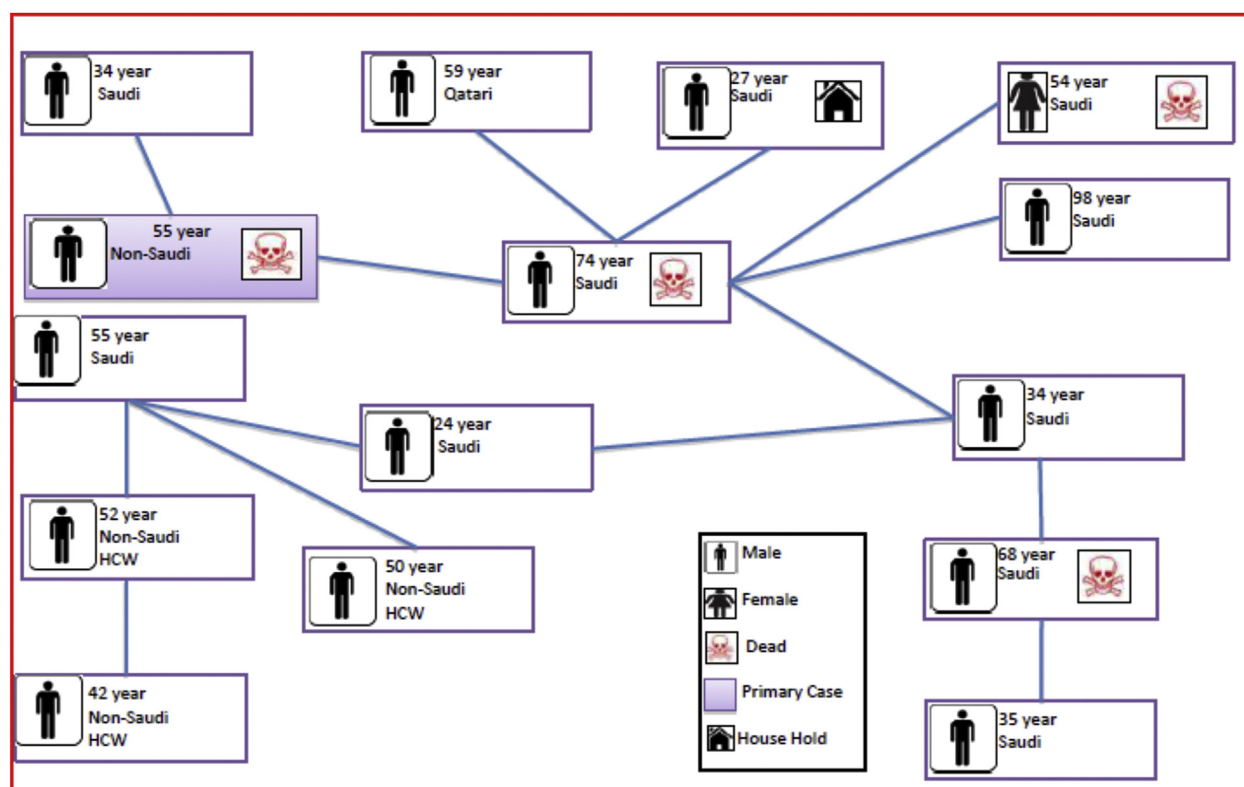 34 year
Saudi
59 year
Qatari
27 year
Saudi
54 year
Saudi
98 year
Saudi
55 year
Non-Saudi
74 year
Saudi
55 year
Saudi
24 year
Saudi
34 year
Saudi
52 year
Non-Saudi
HCW
50 year
Non-Saudi
HCW
68 year
Saudi
42 year
Non-Saudi
HCW
35 year
Saudi
Male
Female
Dead
Primary Case
House Hold